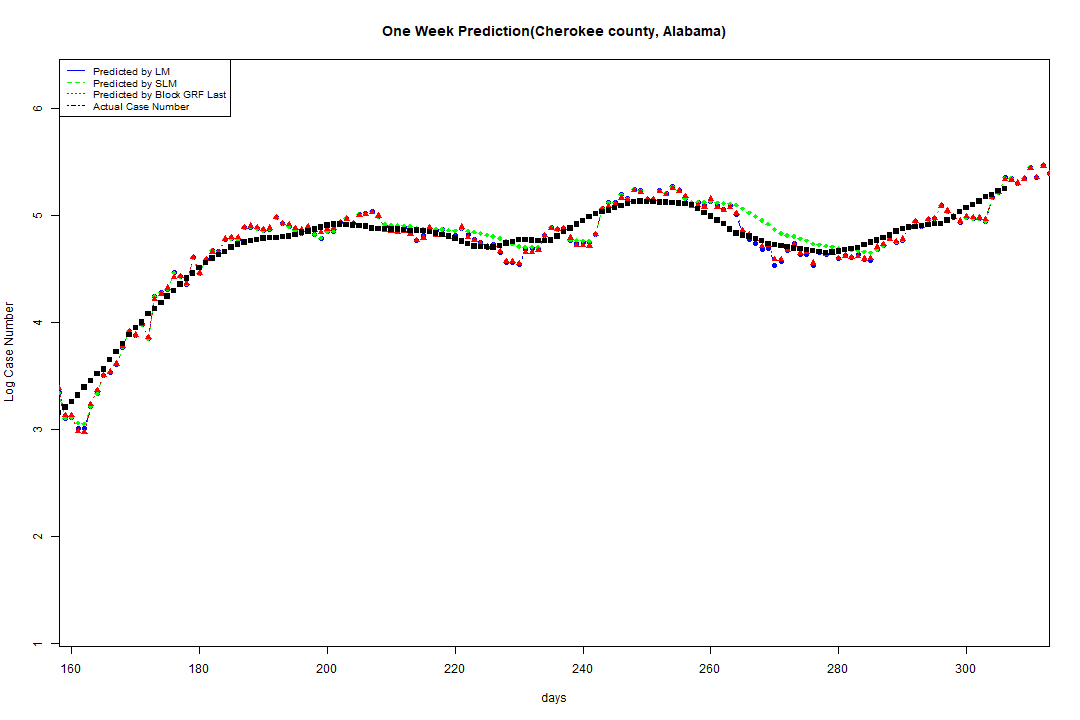 One Week Prediction(Cherokee county, Alabama)
Predicted by LM
Predicted by SLM
Predicted by Block GRF Last
Actual Case Number
6
5
4
3
2
1
Log Case Number
160 180 200 220 240 260 280 300
days